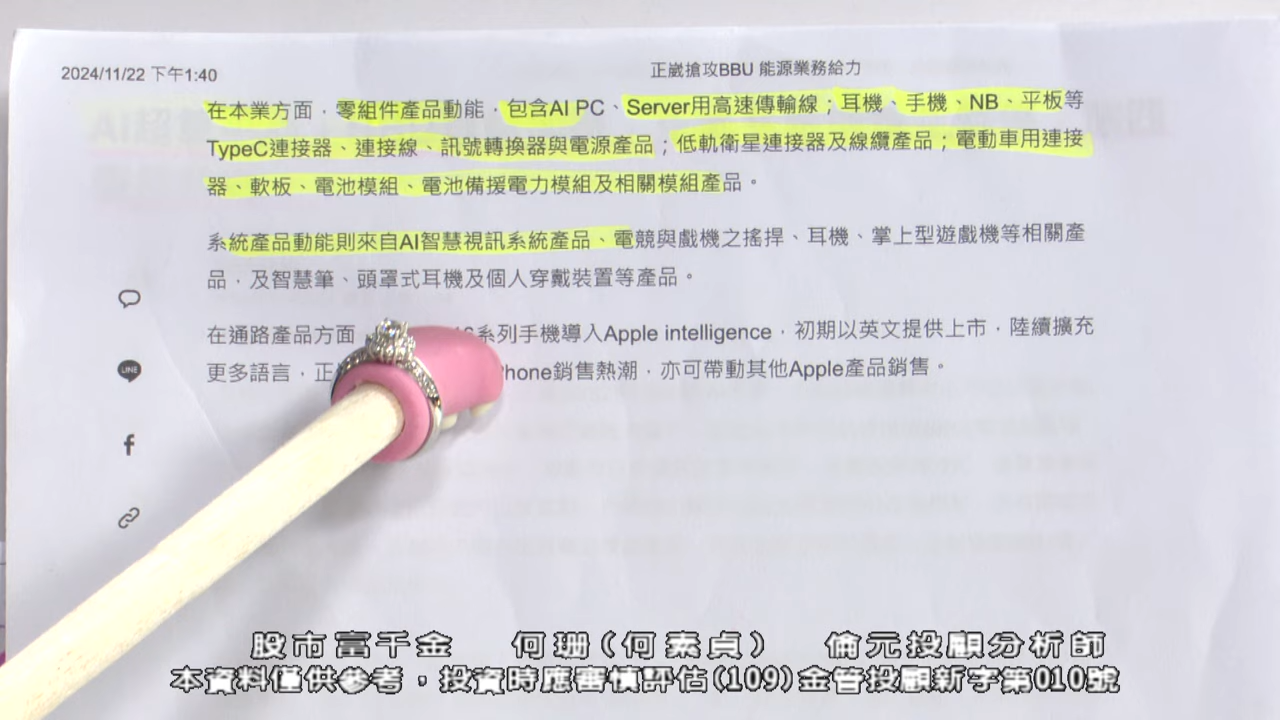 2024/11/22 下午1:40
正崴搶攻BBU 能源業務給力
在本業方面，零組件產品動能，包含AI PC、Server用高速傳輸線；耳機、手機、NB、平板等
TypeC連接器、連接線、訊號轉換器與電源產品；低軌衛星連接器及線纜產品；電動車用連接
器、軟板、電池模組、電池備援電力模組及相關模組產品。
系統產品動能則來自AI智慧視訊系統產品、電競與戲機之搖捍、耳機、掌上型遊戲機等相關產
品，及智慧筆、頭罩式耳機及個人穿戴裝置等產品。
在通路產品方面，系列手機導入Apple intelligence，初期以英文提供上市，陸續擴充
更多語言，正 hone銷售熱潮，亦可帶動其他Apple產品銷售。
LINE
股市富千金 何珊(何素貞) 倫元投顧分析師
本資料僅供參考，投資時應審慎評估(109)金管投顧新字第010號